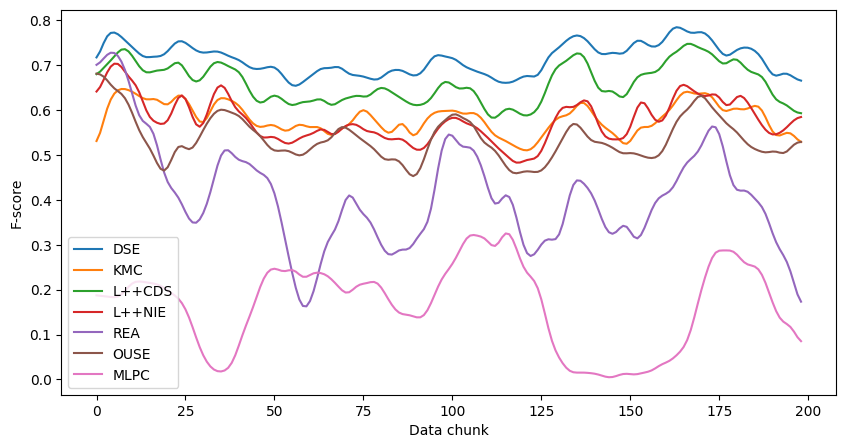 0.8
0.7
0.6
0.5
0.4
0.3
0.2
0.1
0.0
F-score
DSE
KMC
L++CDS
L++NIE
REA
OUSE
MLPC
0 25 50 75 100 125 150 175 200
Data chunk